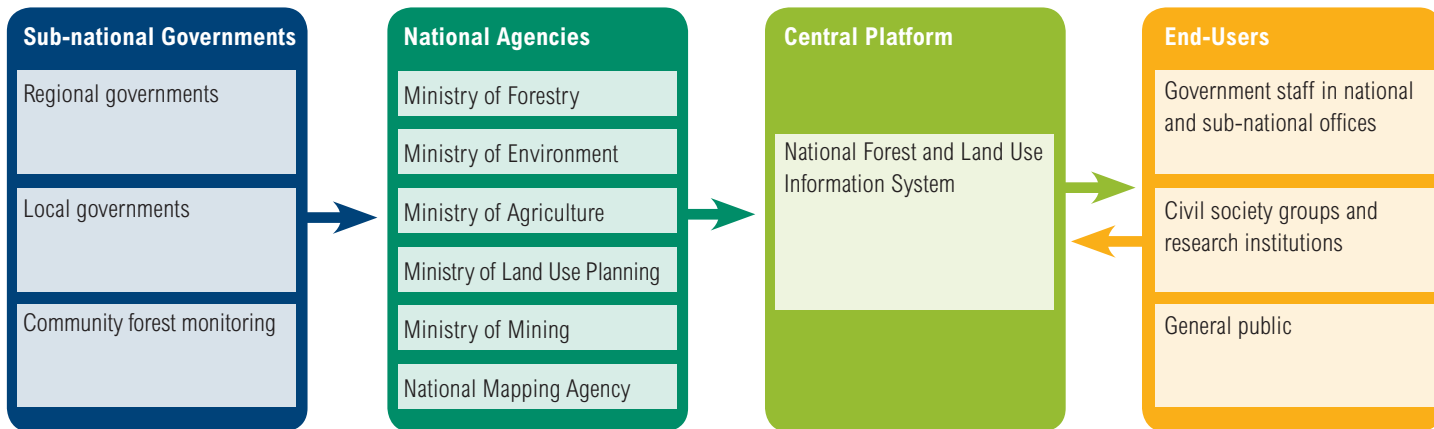 Sub-national Governments
Regional governments
Local governments
Community forest monitoring
National Agencies
Ministry of Forestry
Ministry of Environment
Ministry of Agriculture
Ministry of Land Use Planning
Ministry of Mining
National Mapping Agency
Central Platform
National Forest and Land Use
Information System
End-Users
Government staff in national
and sub-national offices
Civil society groups and
research institutions
General public